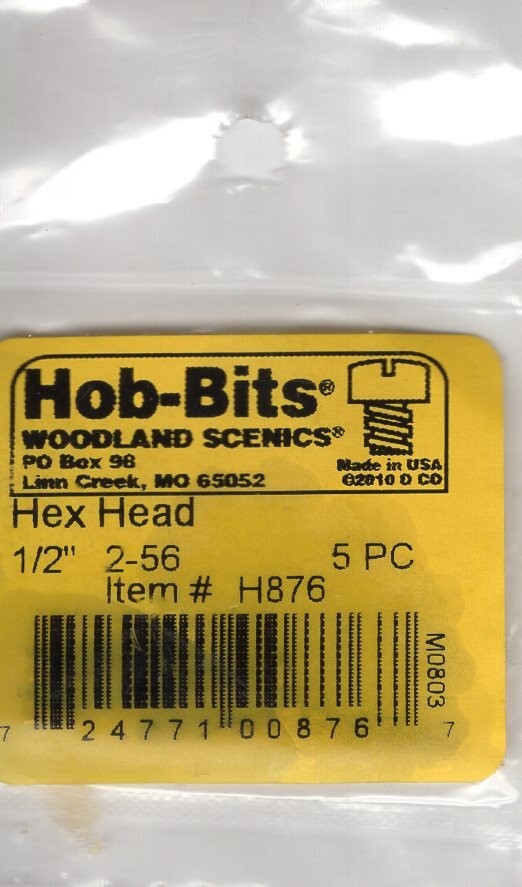 Hob-Bits®
WOODLAND SCENICS®
PO Box 98
Linn Creek, MO 65052
Made in USA
©2010 D CO
Hex Head
1/2" 2-56 5 PC
Item # H876
M0803
7 24771 00876 7